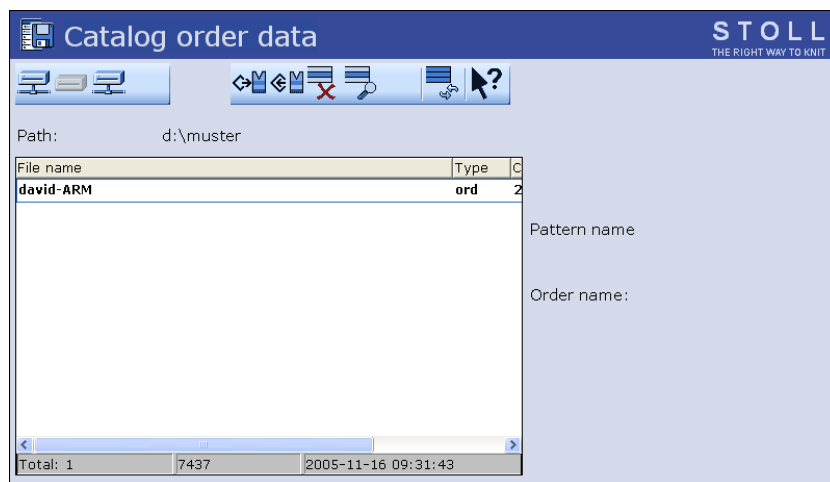 Catalog order data
STOLL
THE RIGHT WAY TO KNIT
?
Path: d:\muster
File name Type C
david-ARM ord 2
Pattern name
Order name:
Total: 1 7437 2005-11-16 09:31:43